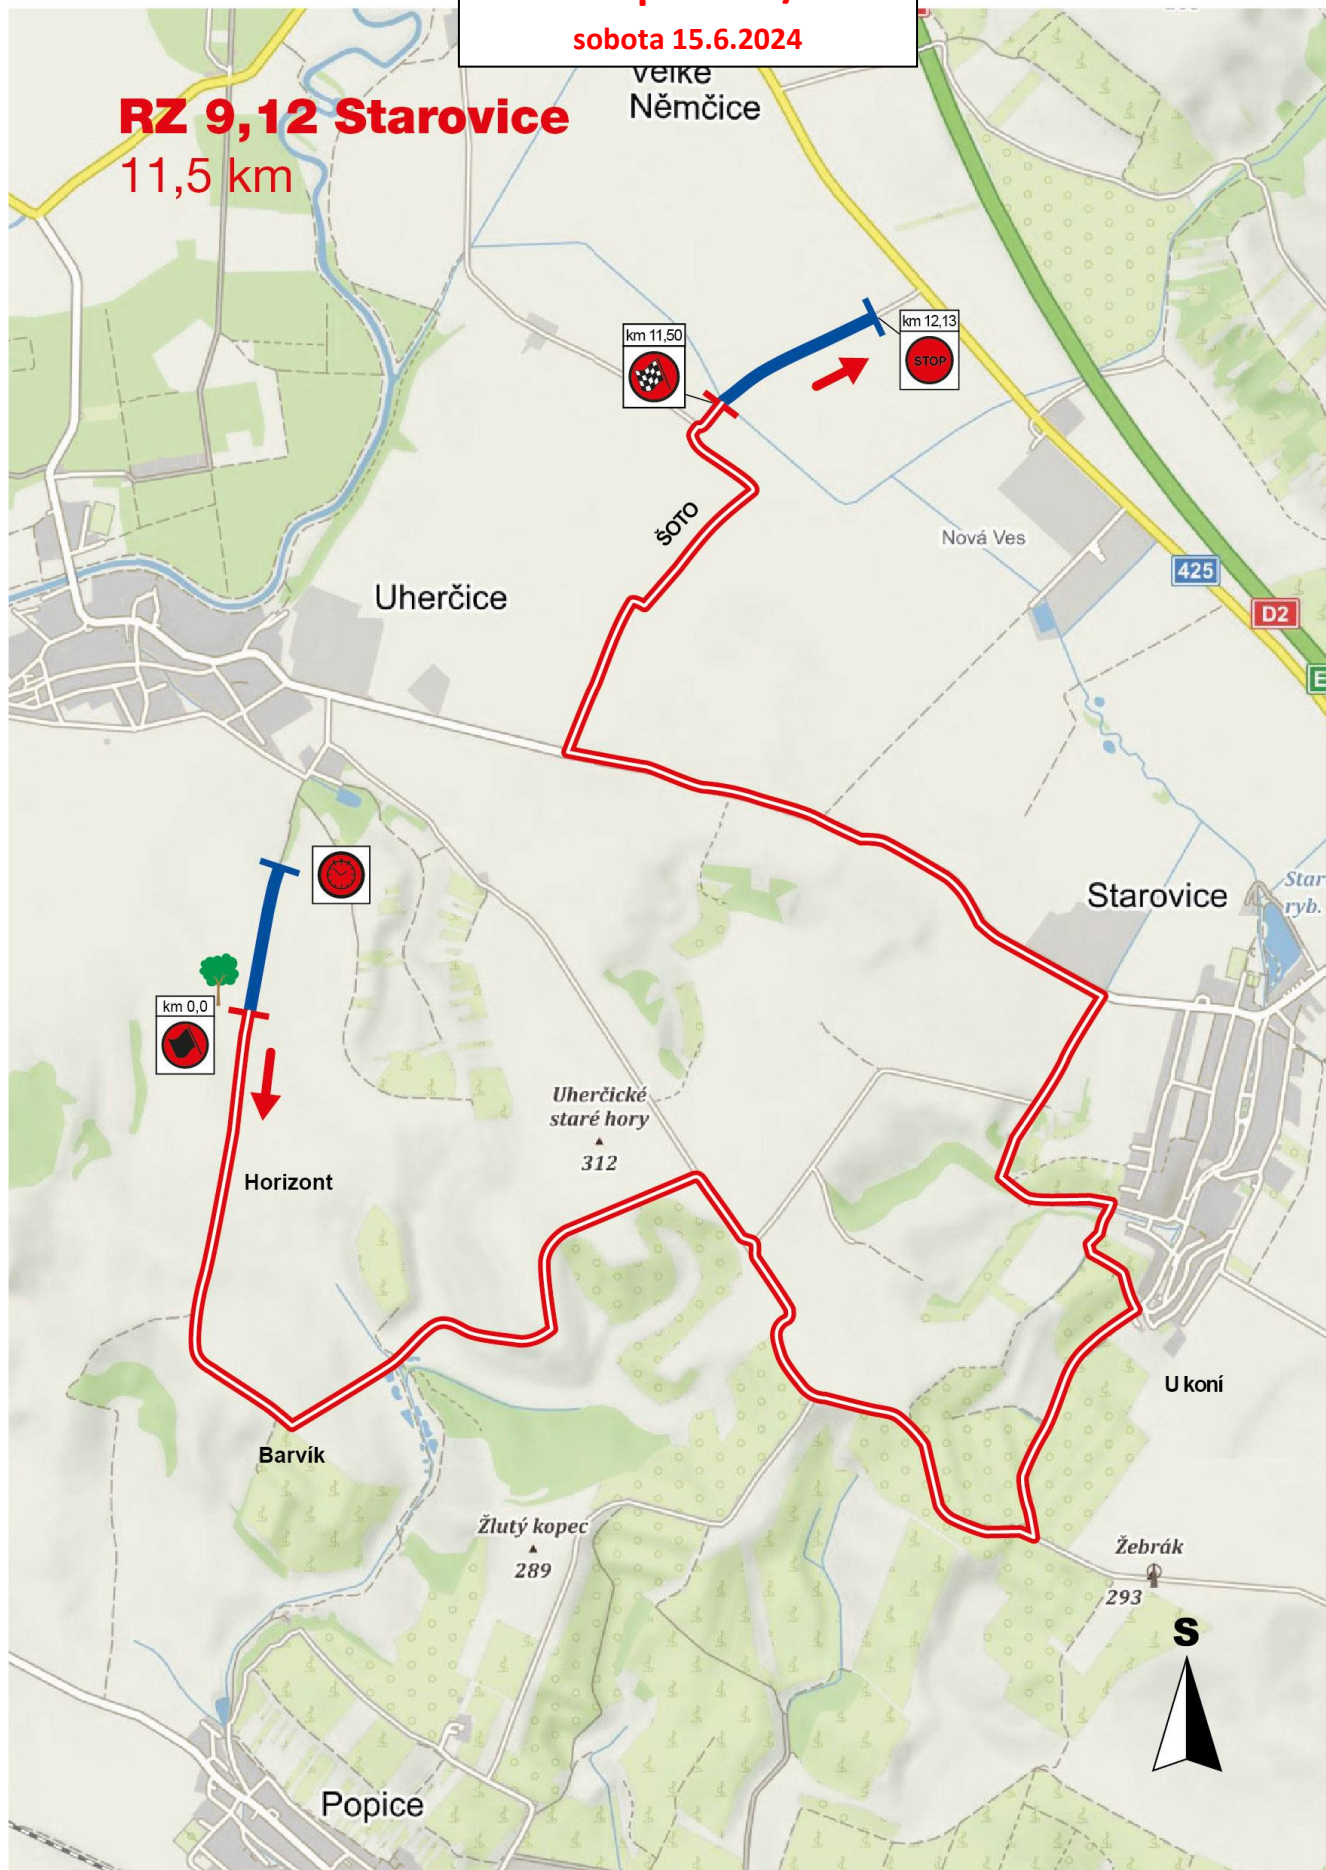 sobota 15.6.2024
RZ 9,12 Starovice
11,5 km
Velke
Němčice
km 11,50
km 12,13
STOP
ŠOTO
Nová Ves
425
D2
E
Uherčice
Starovice
Star
ryb.
km 0,0
Uherčické
staré hory
312
Horizont
U koní
Barvík
Žlutý kopec
289
Žebrák
293
S
Popice